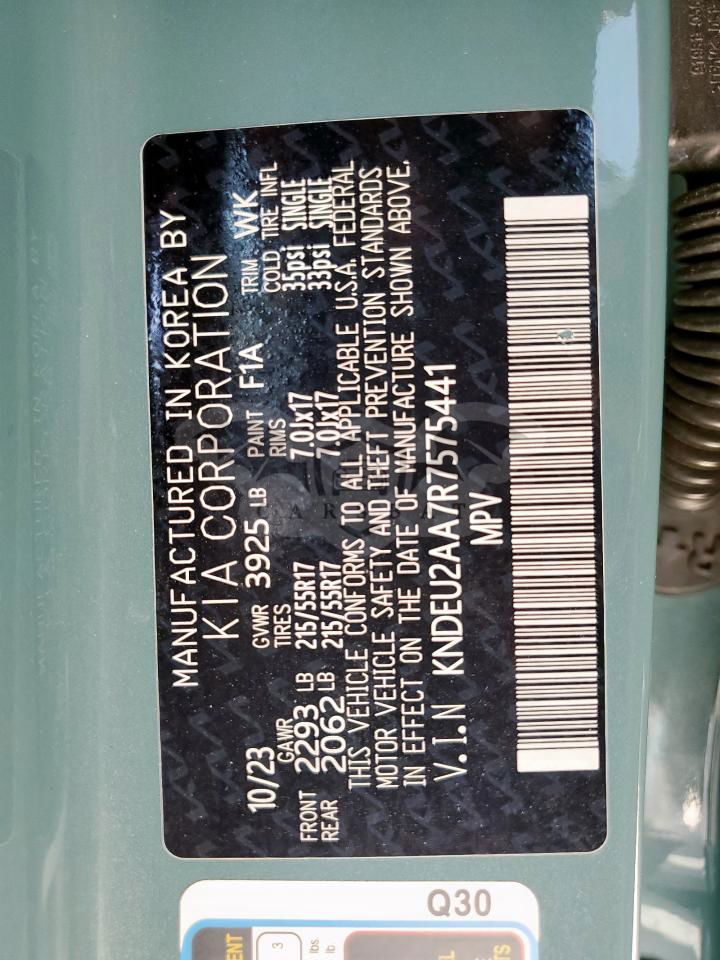 MANUFACTURED IN KOREA BY
KIA CORPORATION
10/23 GVWR 3925 LB PAINT F1A TRIM WK
GAWR TIRES RIMS COLD TIRE INFL
FRONT 2293 LB 215/55R17 7.0Jx17 35psi SINGLE
REAR 2062 LB 215/55R17 7.0Jx17 33psi SINGLE
THIS VEHICLE CONFORMS TO ALL APPLICABLE U.S.A. FEDERAL
MOTOR VEHICLE SAFETY AND THEFT PREVENTION STANDARDS
IN EFFECT ON THE DATE OF MANUFACTURE SHOWN ABOVE.
V.I.N KNDEU2AA7R7575441
MPV
Q30
3
lbs
lb